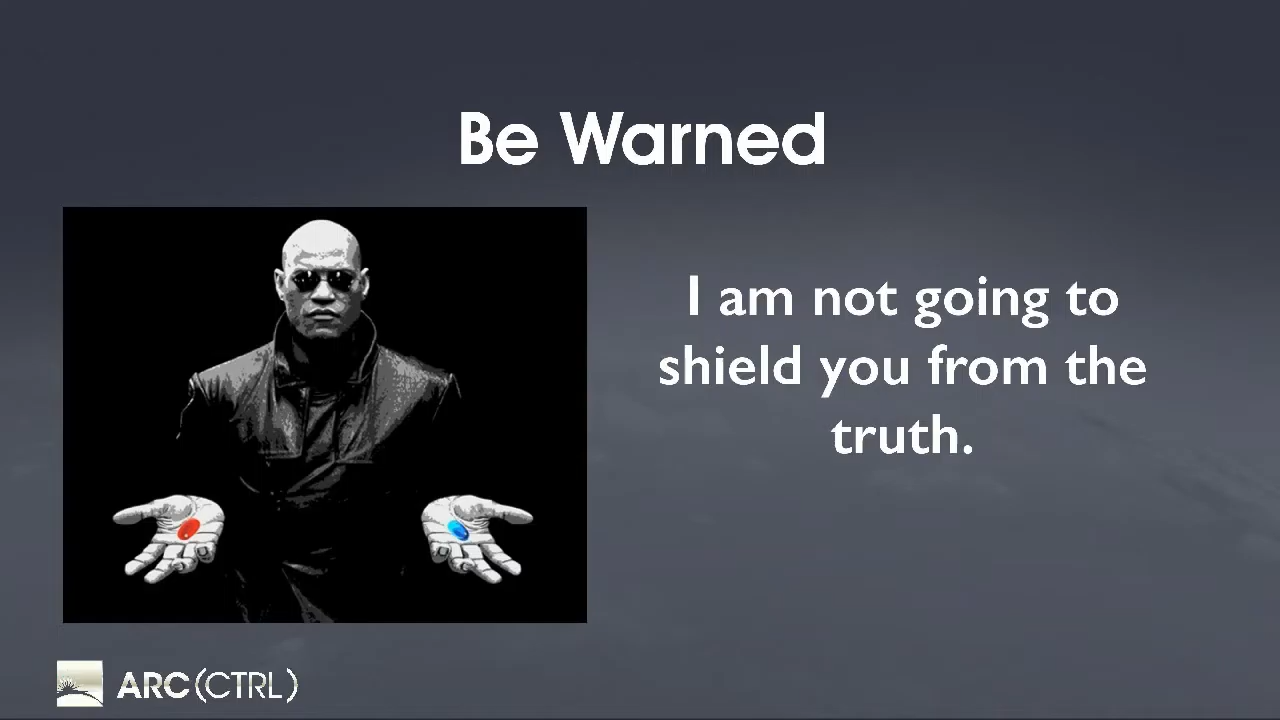 Be Warned
I am not going to
shield you from the
truth.
ARC(CTRL)